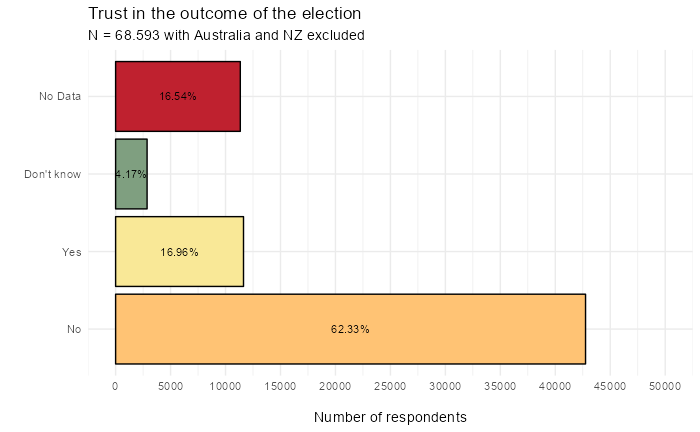 Trust in the outcome of the election
N = 68.593 with Australia and NZ excluded
No Data
16.54%
Don't know
4.17%
Yes
16.96%
No
62.33%
0 5000 10000 15000 20000 25000 30000 35000 40000 45000 50000
Number of respondents